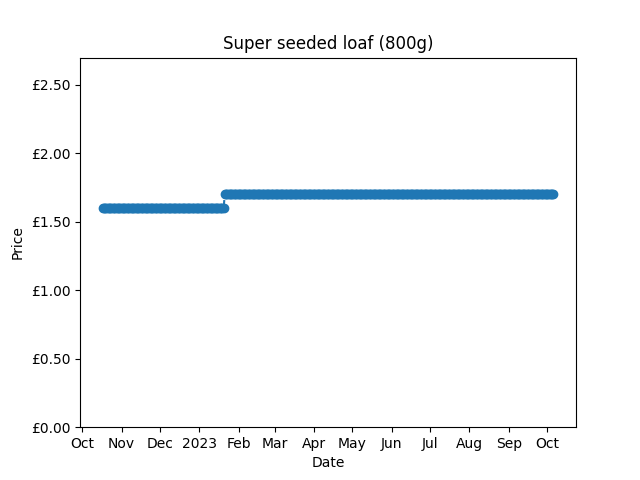 Super seeded loaf (800g)
£2.50
£2.00
£1.50
£1.00
£0.50
£0.00
Price
Oct Nov Dec 2023 Feb Mar Apr May Jun Jul Aug Sep Oct
Date